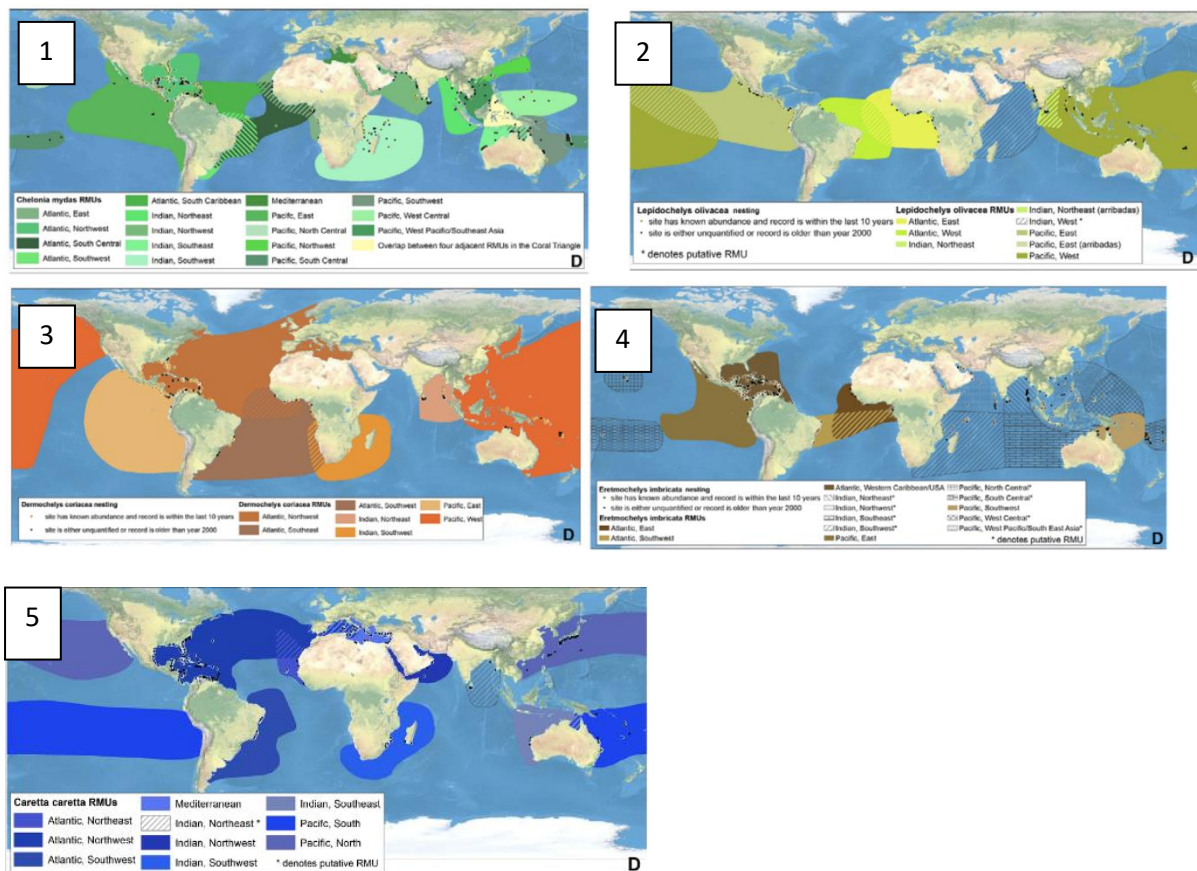 1
Chelonia mydas RMUs
Atlantic, East
Atlantic, Northwest
Atlantic, South Central
Atlantic, Southwest
Atlantic, South Caribbean
Indian, Northeast
Indian, Northwest
Indian, Southeast
Indian, Southwest
Mediterranean
Pacific, East
Pacific, North Central
Pacific, Northwest
Pacific, South Central
Pacific, Southwest
Pacifc, West Central
Pacific, West Pacific/Southeast Asia
Overlap between four adjacent RMUs in the Coral Triangle
D
2
Lepidochelys olivacea nesting
site has known abundance and record is within the last 10 years
site is either unquantified or record is older than year 2000
* denotes putative RMU
Lepidochelys olivacea RMUs
Atlantic, East
Atlantic, West
Indian, Northeast
Indian, Northeast (arribadas)
Indian, West *
Pacific, East
Pacific, East (arribadas)
Pacific, West
D
3
Dermochelys coriacea nesting
site has known abundance and record is within the last 10 years
site is either unquantified or record is older than year 2000
Dermochelys coriacea RMUs
Atlantic, Northwest
Atlantic, Southeast
Atlantic, Southwest
Indian, Northeast
Indian, Southwest
Pacific, East
Pacific, West
D
4
Eretmochelys imbricata nesting
site has known abundance and record is within the last 10 years
site is either unquantified or record is older than year 2000
Eretmochelys imbricata RMUs
Atlantic, East
Atlantic, Southwest
Atlantic, Western Caribbean/USA
Indian, Northeast*
Indian, Northwest*
Indian, Southeast*
Indian, Southwest*
Pacific, East
Pacific, North Central*
Pacific, South Central*
Pacific, Southwest
Pacific, West Central*
Pacific, West Pacific/South East Asia*
* denotes putative RMU
D
5
Caretta caretta RMUs
Atlantic, Northeast
Atlantic, Northwest
Atlantic, Southwest
Mediterranean
Indian, Northeast *
Indian, Northwest
Indian, Southwest
Indian, Southeast
Pacifc, South
Pacific, North
* denotes putative RMU
D